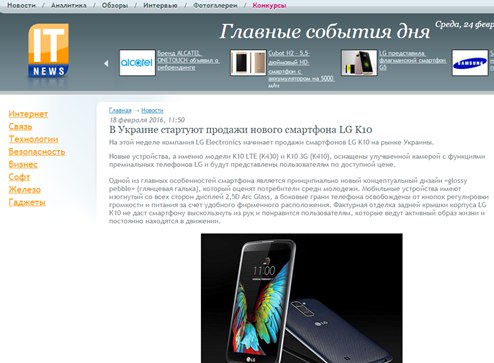 Новости / Аналитика / Обзоры / Интервью / Фотогалереи / Конкурсы
IT
NEWS
Главные события дня
Среда, 24 февр
alcatel
Бренд ALCATEL
ONETOUCH объявил о
ребрендинге
Cubot H2 - 5,5-
дюймовый HD-
смартфон с
аккумулятором на 5000
м/ч
LG представила
флагманский смартфон
G5
SAMSUNG
Интернет
Связь
Технологии
Безопасность
Бизнес
Софт
Железо
Гаджеты
Главная → Новости
18 февраля 2016, 11:50
В Украине стартуют продажи нового смартфона LG K10
На этой неделе компания LG Electronics начинает продажи смартфонов LG K10 на рынке Украины.
Новые устройства, а именно модели K10 LTE (K430) и K10 3G (K410), оснащены улучшенной камерой с функциями
премиальных телефонов LG и будут представлены пользователям по доступной цене.
Одной из главных особенностей смартфона является принципиально новый концептуальный дизайн «glossy
pebble» (глянцевая галька), который оценят потребители среди молодежи. Мобильные устройства имеют
изогнутый со всех сторон дисплей 2,5D Arc Glass, а боковые грани телефона освобождены от кнопок регулировки
громкости и питания за счет удобного фирменного расположения. Фактурная отделка задней крышки корпуса LG
K10 не даст смартфону выскользнуть из рук и понравится пользователям, которые ведут активный образ жизни и
постоянно находятся в движении.
LG
LG